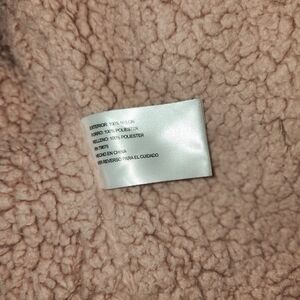 EXTERIOR: 100% NYLON
FORRO: 100% POLIESTER
RELLENO: 100% POLIESTER
HECHO EN CHINA
VER REVERSO PARA EL CUIDADO